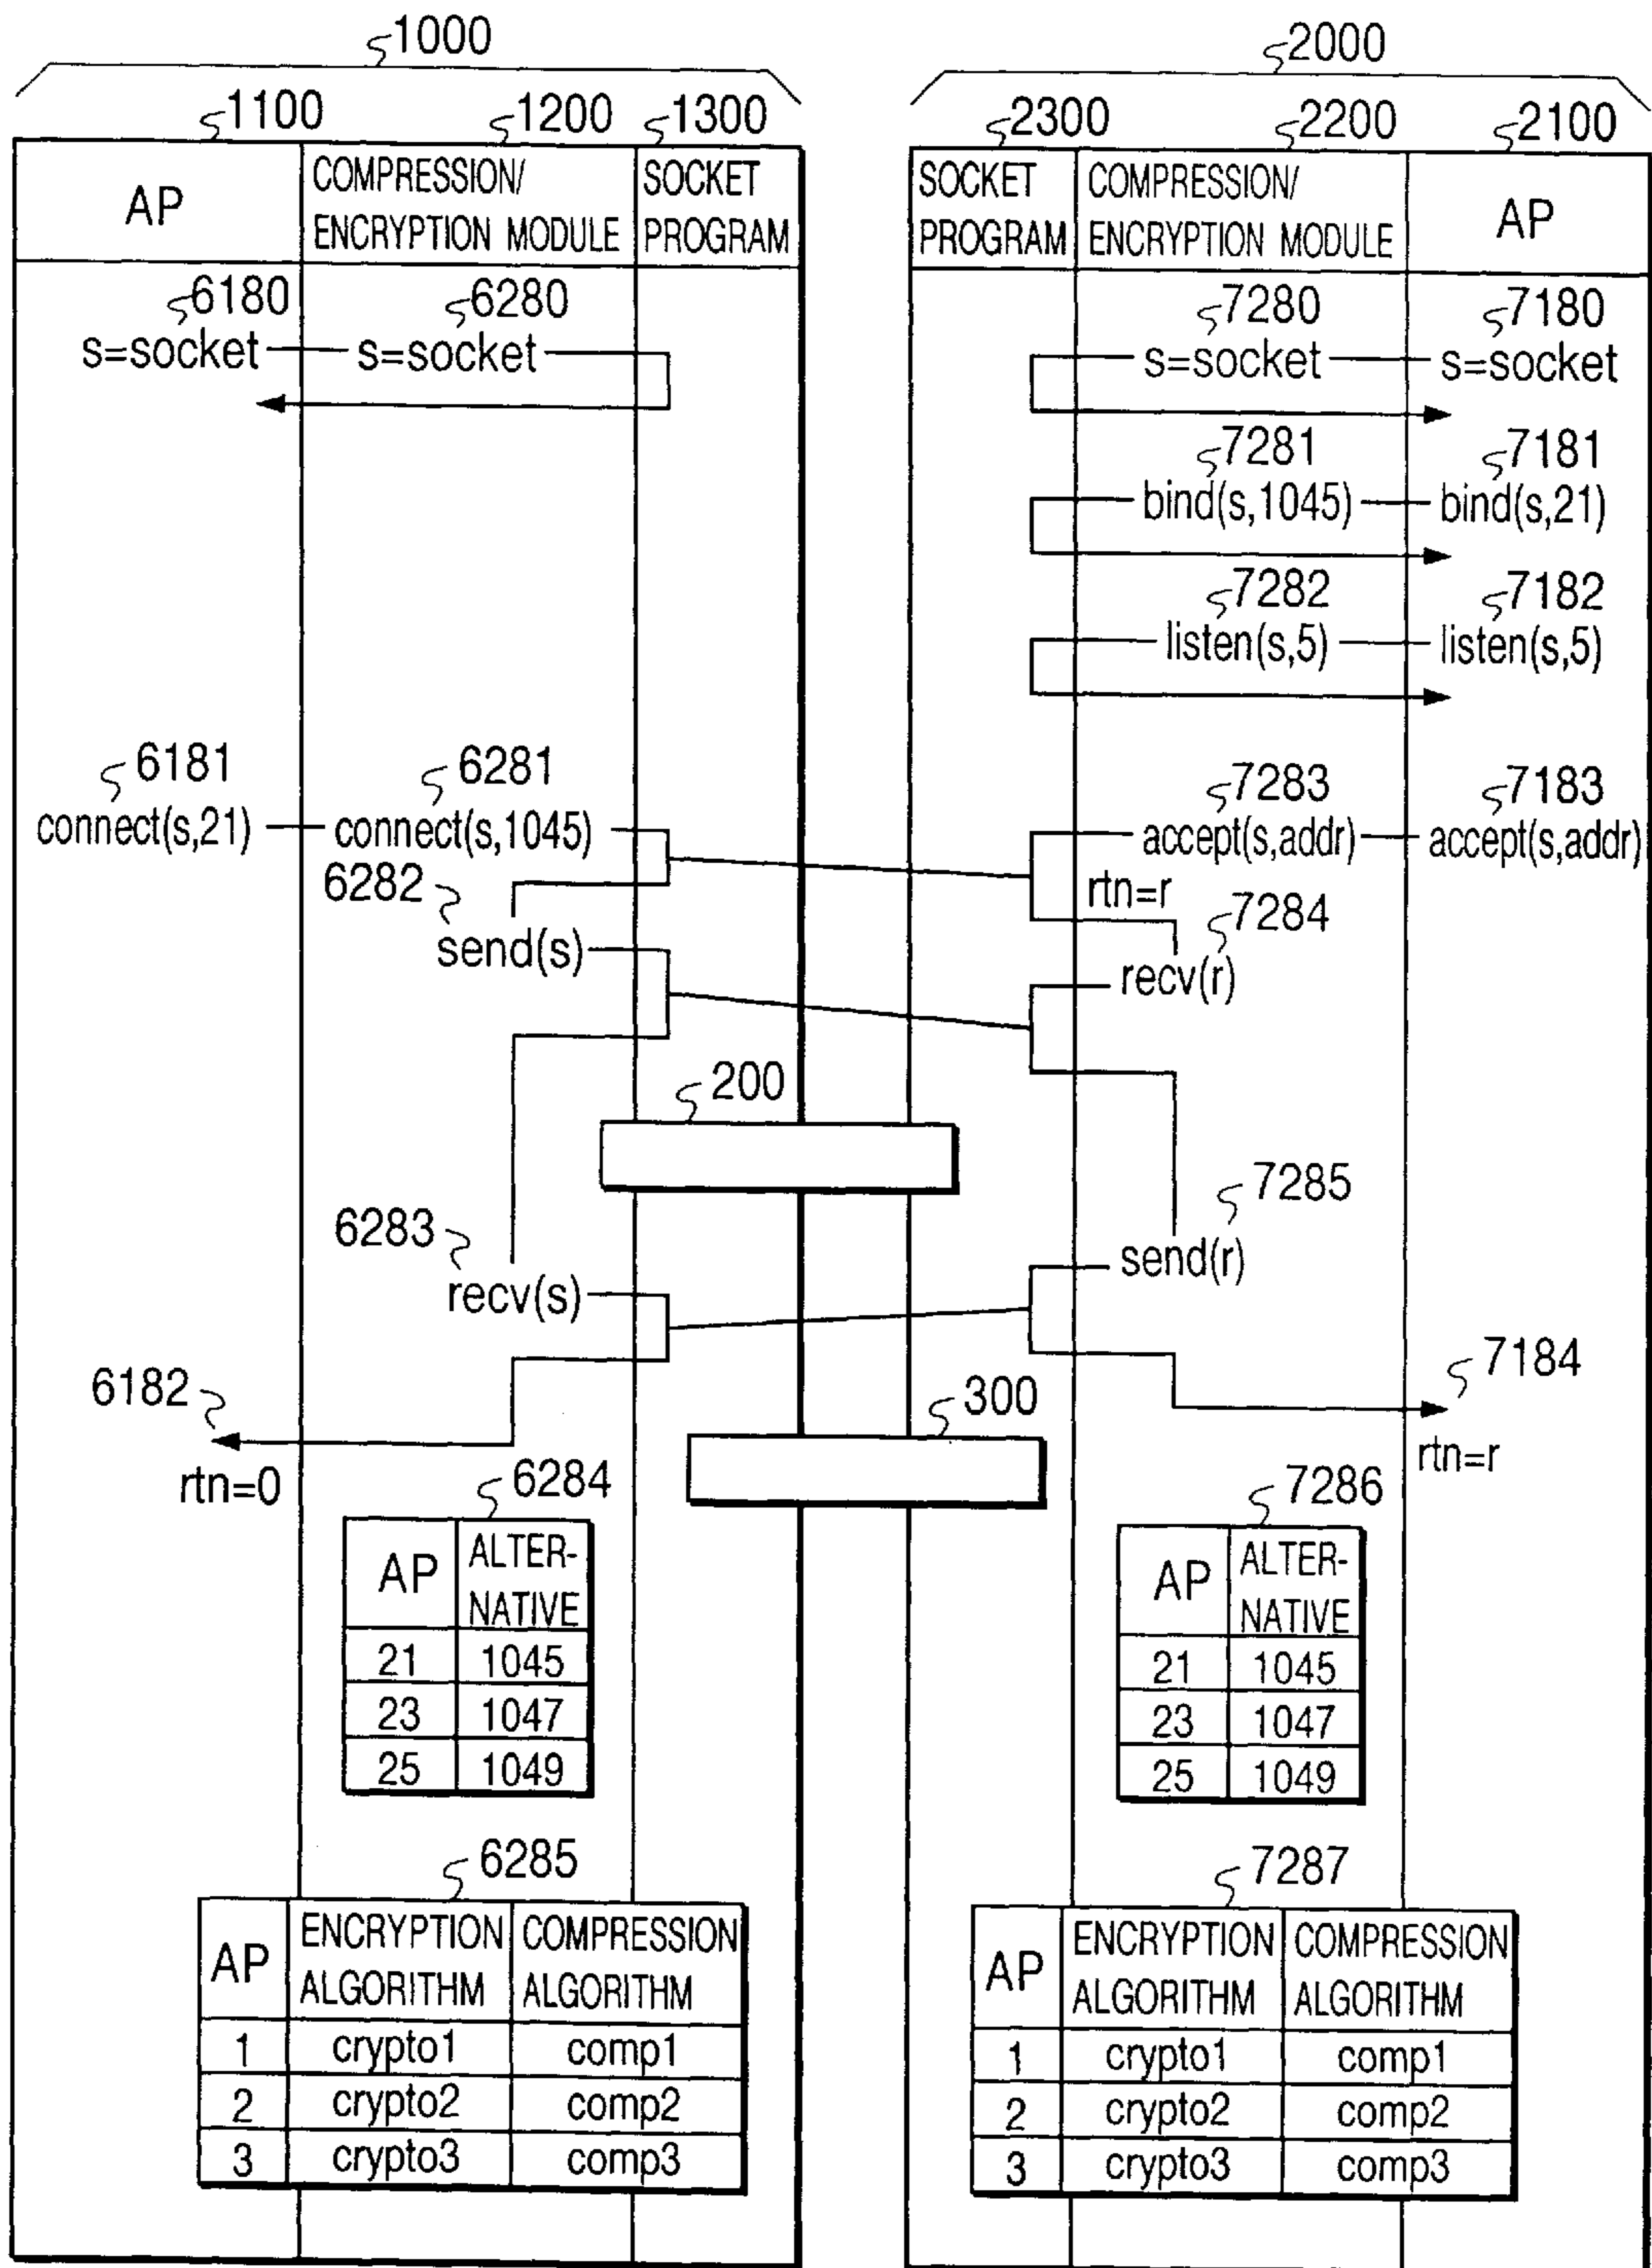 1000
2000
1100
1200
1300
2300
2200
2100
AP
COMPRESSION/
ENCRYPTION MODULE
SOCKET
PROGRAM
SOCKET
PROGRAM
COMPRESSION/
ENCRYPTION MODULE
AP
6180
6280
7280
7180
s=socket
s=socket
s=socket
s=socket
7281
7181
bind(s,1045)
bind(s,21)
7282
7182
listen(s,5)
listen(s,5)
6181
6281
7283
7183
connect(s,21)
connect(s,1045)
accept(s,addr)
accept(s,addr)
6282
rtn=r
7284
send(s)
recv(r)
200
7285
6283
send(r)
recv(s)
6182
300
7184
rtn=0
rtn=r
6284
AP
ALTER-
NATIVE
21 1045
23 1047
25 1049
7286
AP
ALTER-
NATIVE
21 1045
23 1047
25 1049
6285
AP
ENCRYPTION
ALGORITHM
COMPRESSION
ALGORITHM
1 crypto1 comp1
2 crypto2 comp2
3 crypto3 comp3
7287
AP
ENCRYPTION
ALGORITHM
COMPRESSION
ALGORITHM
1 crypto1 comp1
2 crypto2 comp2
3 crypto3 comp3